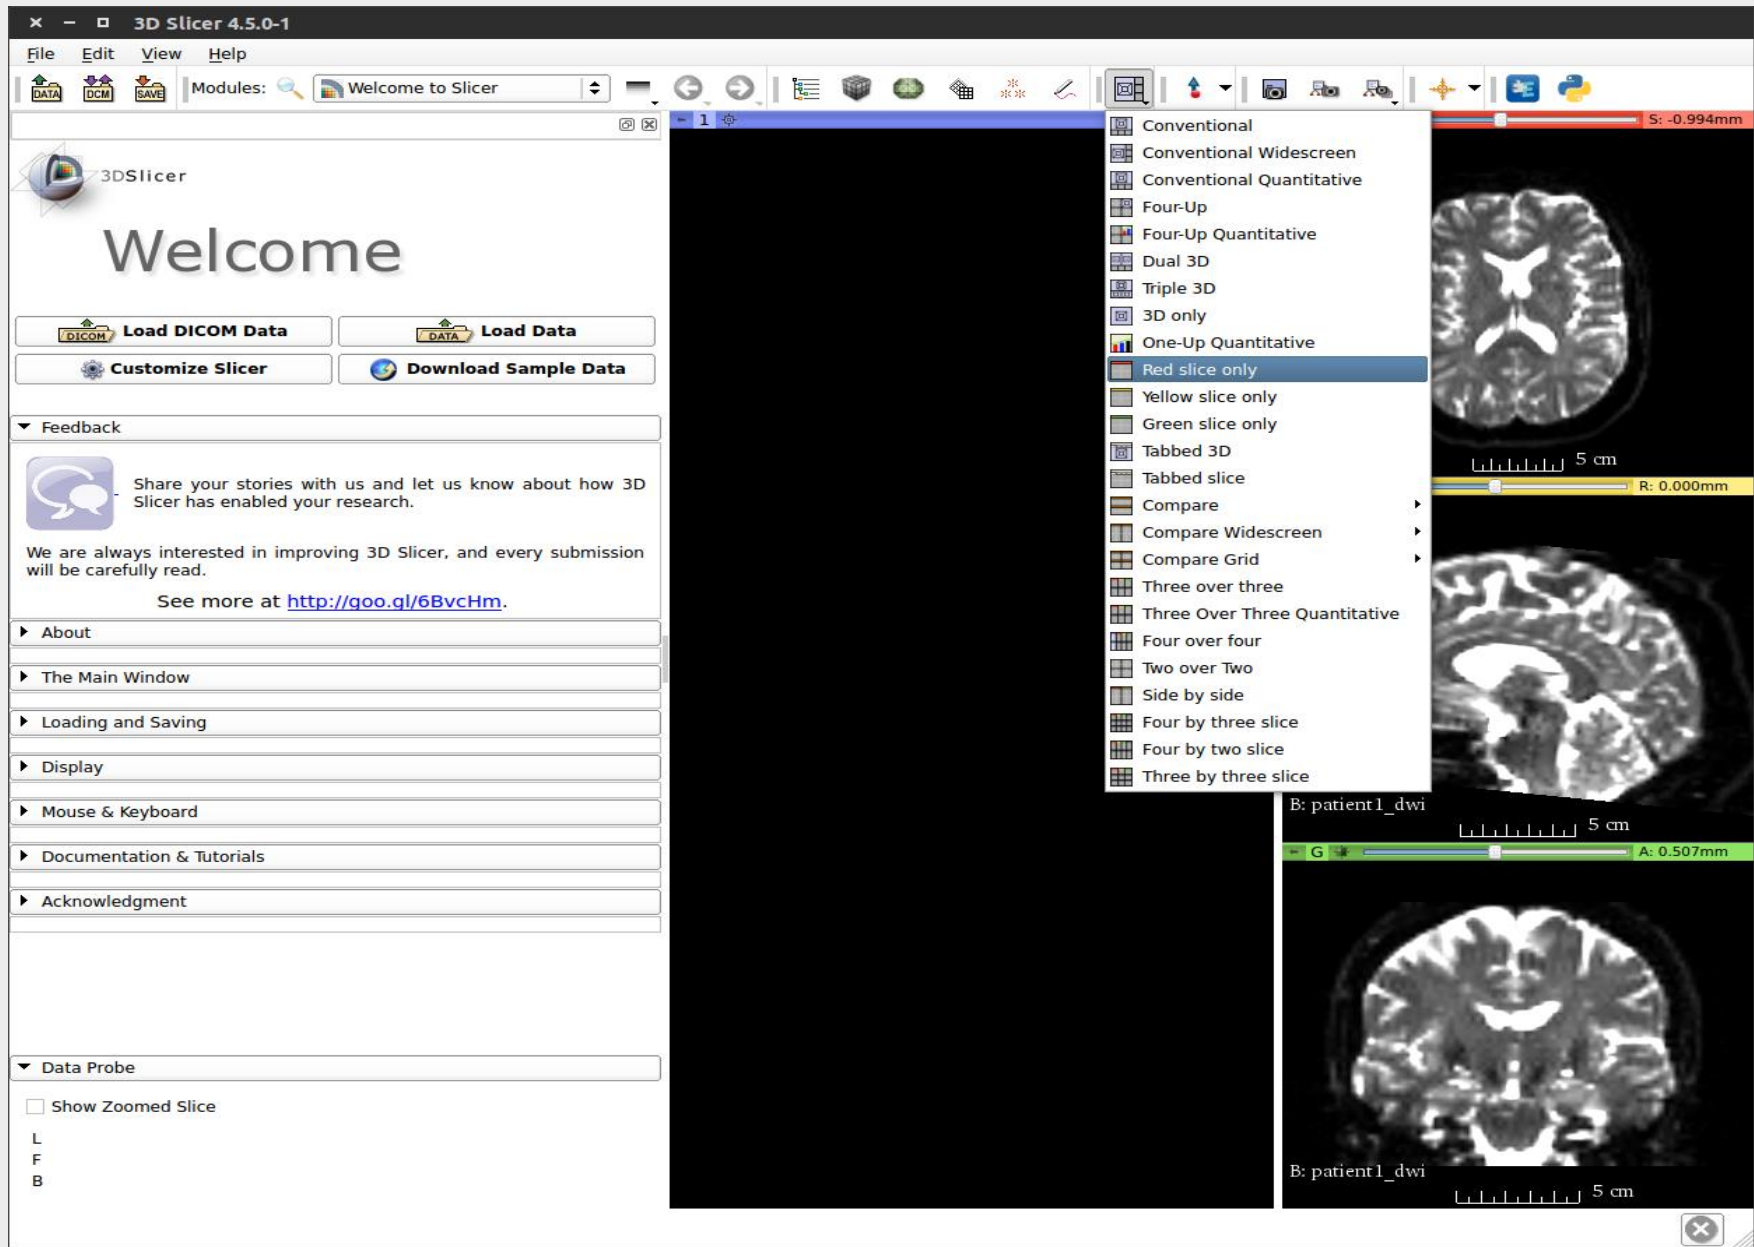 3D Slicer 4.5.0-1
File Edit View Help
DATA DCM SAVE Modules: Welcome to Slicer
1
S: -0.994mm
3DSlicer
Welcome
DICOM Load DICOM Data
DATA Load Data
Customize Slicer
Download Sample Data
Feedback
Share your stories with us and let us know about how 3D
Slicer has enabled your research.
We are always interested in improving 3D Slicer, and every submission
will be carefully read.
See more at http://goo.gl/6BvcHm.
About
The Main Window
Loading and Saving
Display
Mouse & Keyboard
Documentation & Tutorials
Acknowledgment
Data Probe
Show Zoomed Slice
L
F
B
Conventional
Conventional Widescreen
Conventional Quantitative
Four-Up
Four-Up Quantitative
Dual 3D
Triple 3D
3D only
One-Up Quantitative
Red slice only
Yellow slice only
Green slice only
Tabbed 3D
Tabbed slice
Compare
Compare Widescreen
Compare Grid
Three over three
Three Over Three Quantitative
Four over four
Two over Two
Side by side
Four by three slice
Four by two slice
Three by three slice
5 cm
R: 0.000mm
B: patient1_dwi
5 cm
G
A: 0.507mm
B: patient1_dwi
5 cm